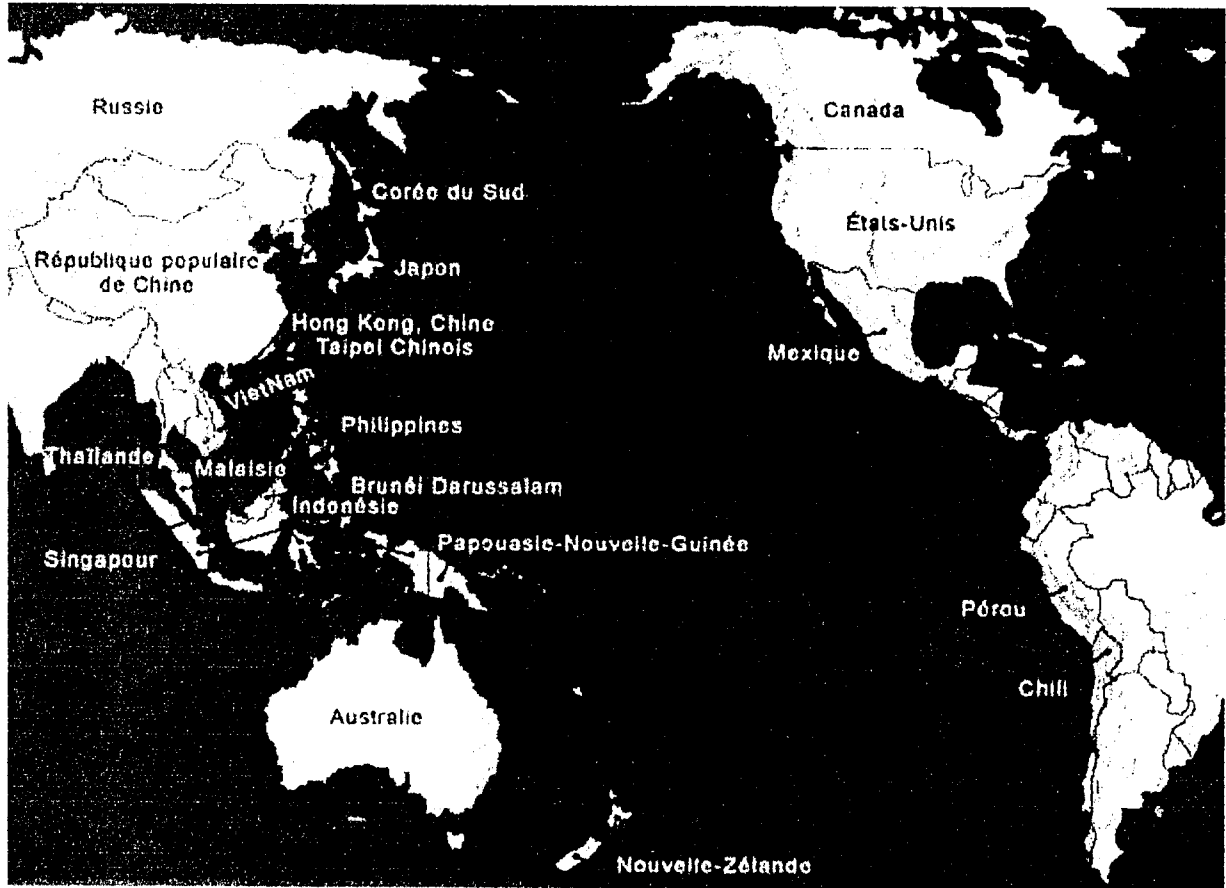 Russie
Canada
Corée du Sud
États-Unis
République populaire
de Chine
Japon
Hong Kong, Chine
Taipei Chinois
Mexique
VietNam
Philippines
Thaïlande
Malaisie
Brunéi Darussalam
Indonésie
Papouasie-Nouvelle-Guinée
Singapour
Pérou
Chili
Australie
Nouvelle-Zélande